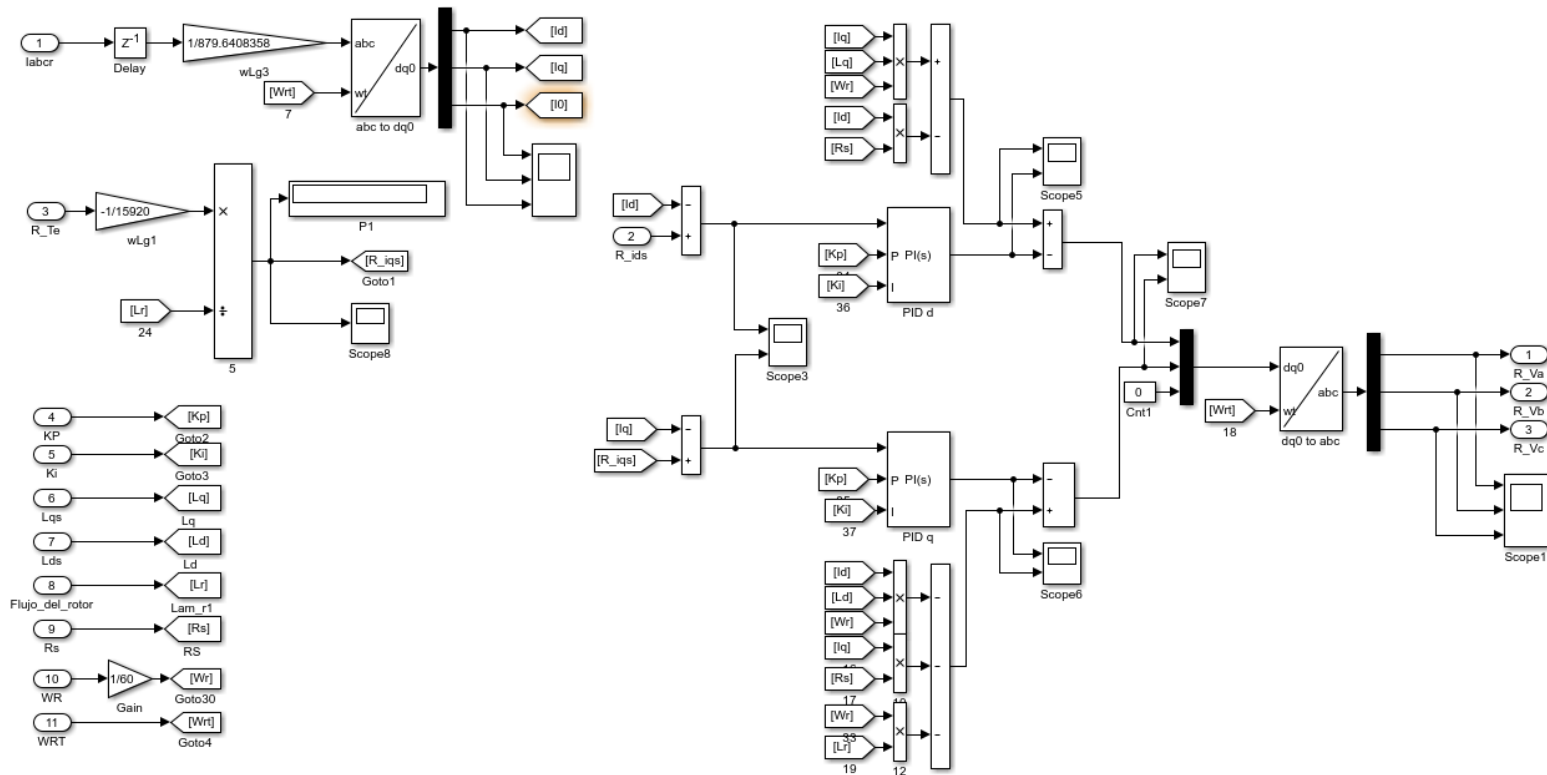 1
Iabcr
Z⁻¹
Delay
1/879.6408358
wLg3
[Wrt]
7
abc
wt
dq0
abc to dq0
[Id]
[Iq]
[I0]
3
R_Te
-1/15920
wLg1
[Lr]
24
×
÷
5
P1
[R_iqs]
Goto1
Scope8
4
KP
[Kp]
Goto2
5
Ki
[Ki]
Goto3
6
Lqs
[Lq]
Lq
7
Lds
[Ld]
Ld
8
Flujo_del_rotor
[Lr]
Lam_r1
9
Rs
[Rs]
RS
10
WR
1/60
Gain
[Wr]
Goto30
11
WRT
[Wrt]
Goto4
[Iq]
[Lq]
[Wr]
×
[Id]
[Rs]
×
+
−
Scope5
[Id]
2
R_ids
−
+
[Kp]
[Ki]
36
P PI(s)
I
PID d
+
−
Scope7
Scope3
[Iq]
[R_iqs]
−
+
[Kp]
[Ki]
37
P PI(s)
I
PID q
−
+
Scope6
[Id]
[Ld]
[Wr]
×
[Iq]
[Rs]
17
×
[Wr]
33
[Lr]
19
×
12
−
−
−
0
Cnt1
[Wrt]
18
dq0
wt
abc
dq0 to abc
1
R_Va
2
R_Vb
3
R_Vc
Scope1